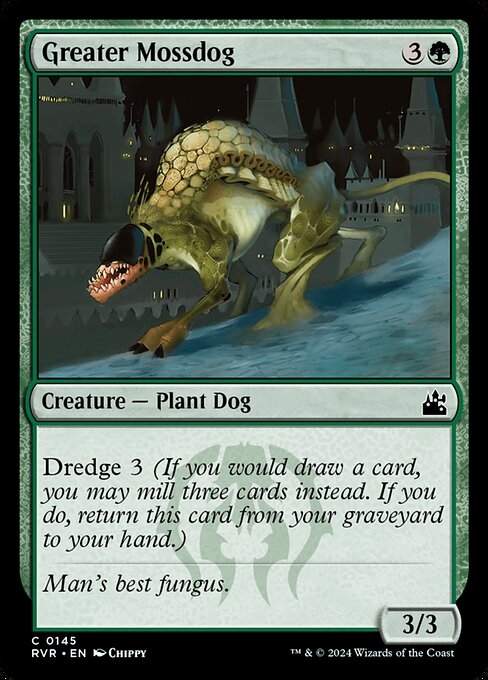 Greater Mossdog
3
Creature — Plant Dog
Dredge 3 (If you would draw a card,
you may mill three cards instead. If you
do, return this card from your graveyard
to your hand.)
Man's best fungus.
3/3
C 0145
RVR • EN Chippy
™ & © 2024 Wizards of the Coast